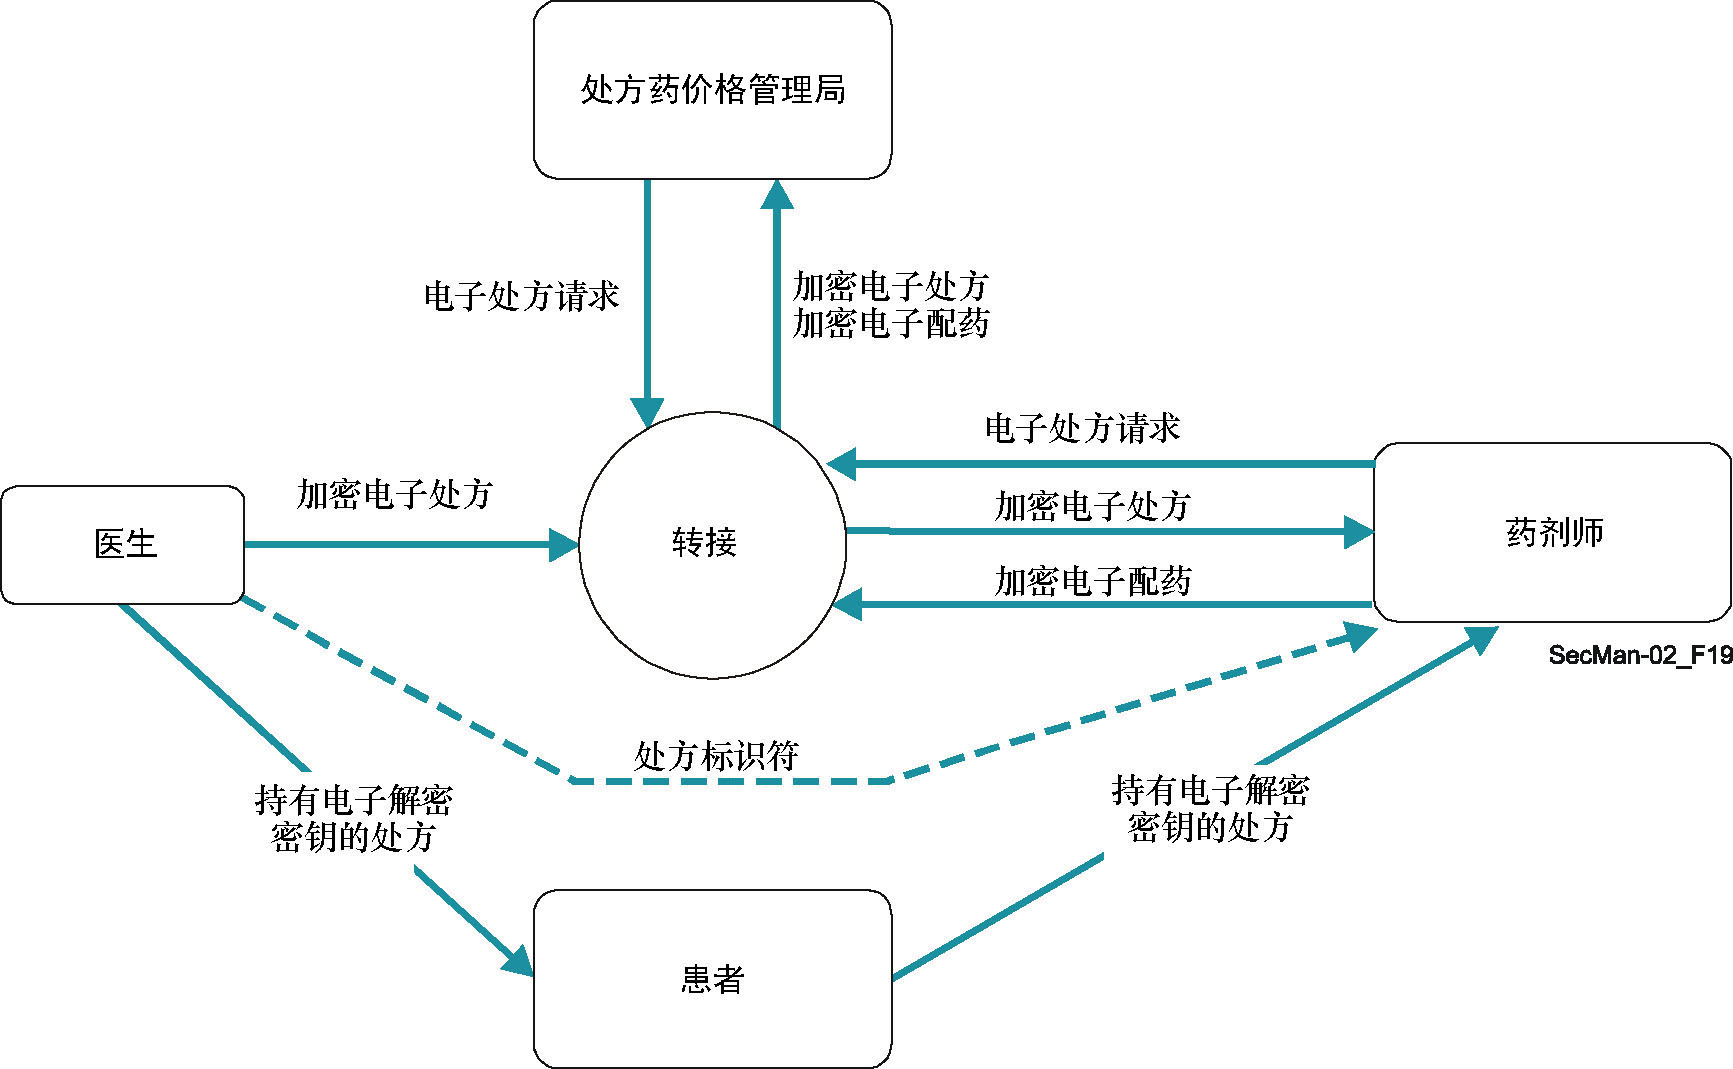 处方药价格管理局
电子处方请求
加密电子处方
加密电子配药
电子处方请求
加密电子处方
加密电子处方
医生
转接
药剂师
加密电子配药
SecMan-02_F19
处方标识符
持有电子解密
密钥的处方
持有电子解密
密钥的处方
患者